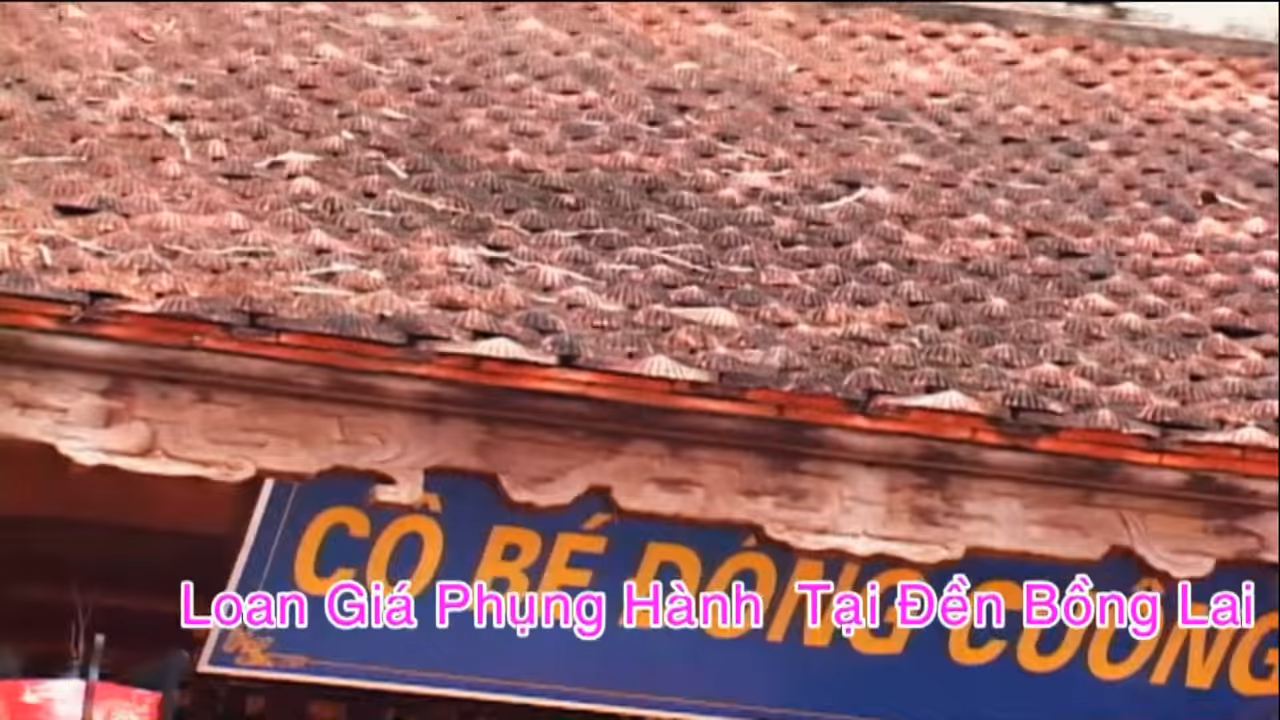 CÔ BÉ ĐÔNG CUÔNG
Loan Giá Phụng Hành Tại Đền Bồng Lai